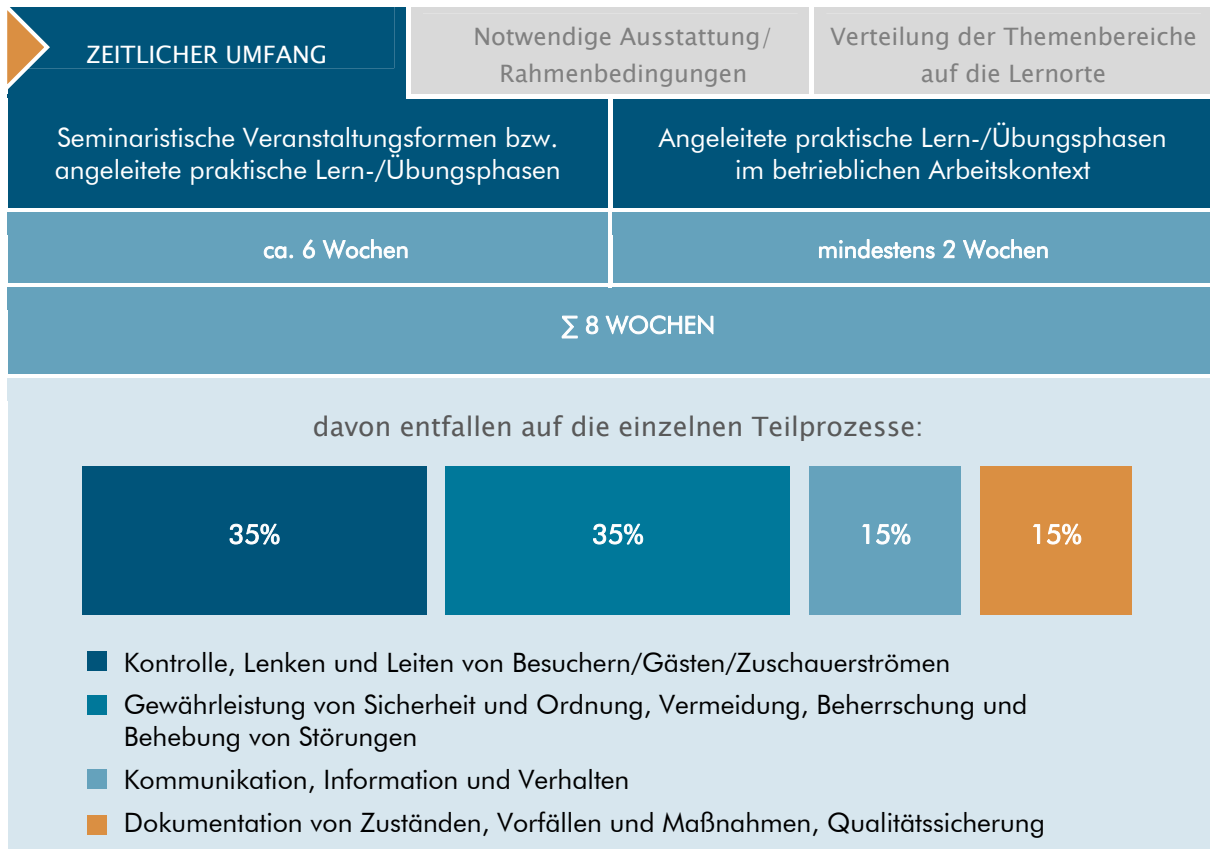 ZEITLICHER UMFANG
Notwendige Ausstattung/
Rahmenbedingungen
Verteilung der Themenbereiche
auf die Lernorte
Seminaristische Veranstaltungsformen bzw.
angeleitete praktische Lern-/Übungsphasen
Angeleitete praktische Lern-/Übungsphasen
im betrieblichen Arbeitskontext
ca. 6 Wochen
mindestens 2 Wochen
∑ 8 WOCHEN
davon entfallen auf die einzelnen Teilprozesse:
35%
35%
15%
15%
Kontrolle, Lenken und Leiten von Besuchern/Gästen/Zuschauerströmen
Gewährleistung von Sicherheit und Ordnung, Vermeidung, Beherrschung und
Behebung von Störungen
Kommunikation, Information und Verhalten
Dokumentation von Zuständen, Vorfällen und Maßnahmen, Qualitätssicherung